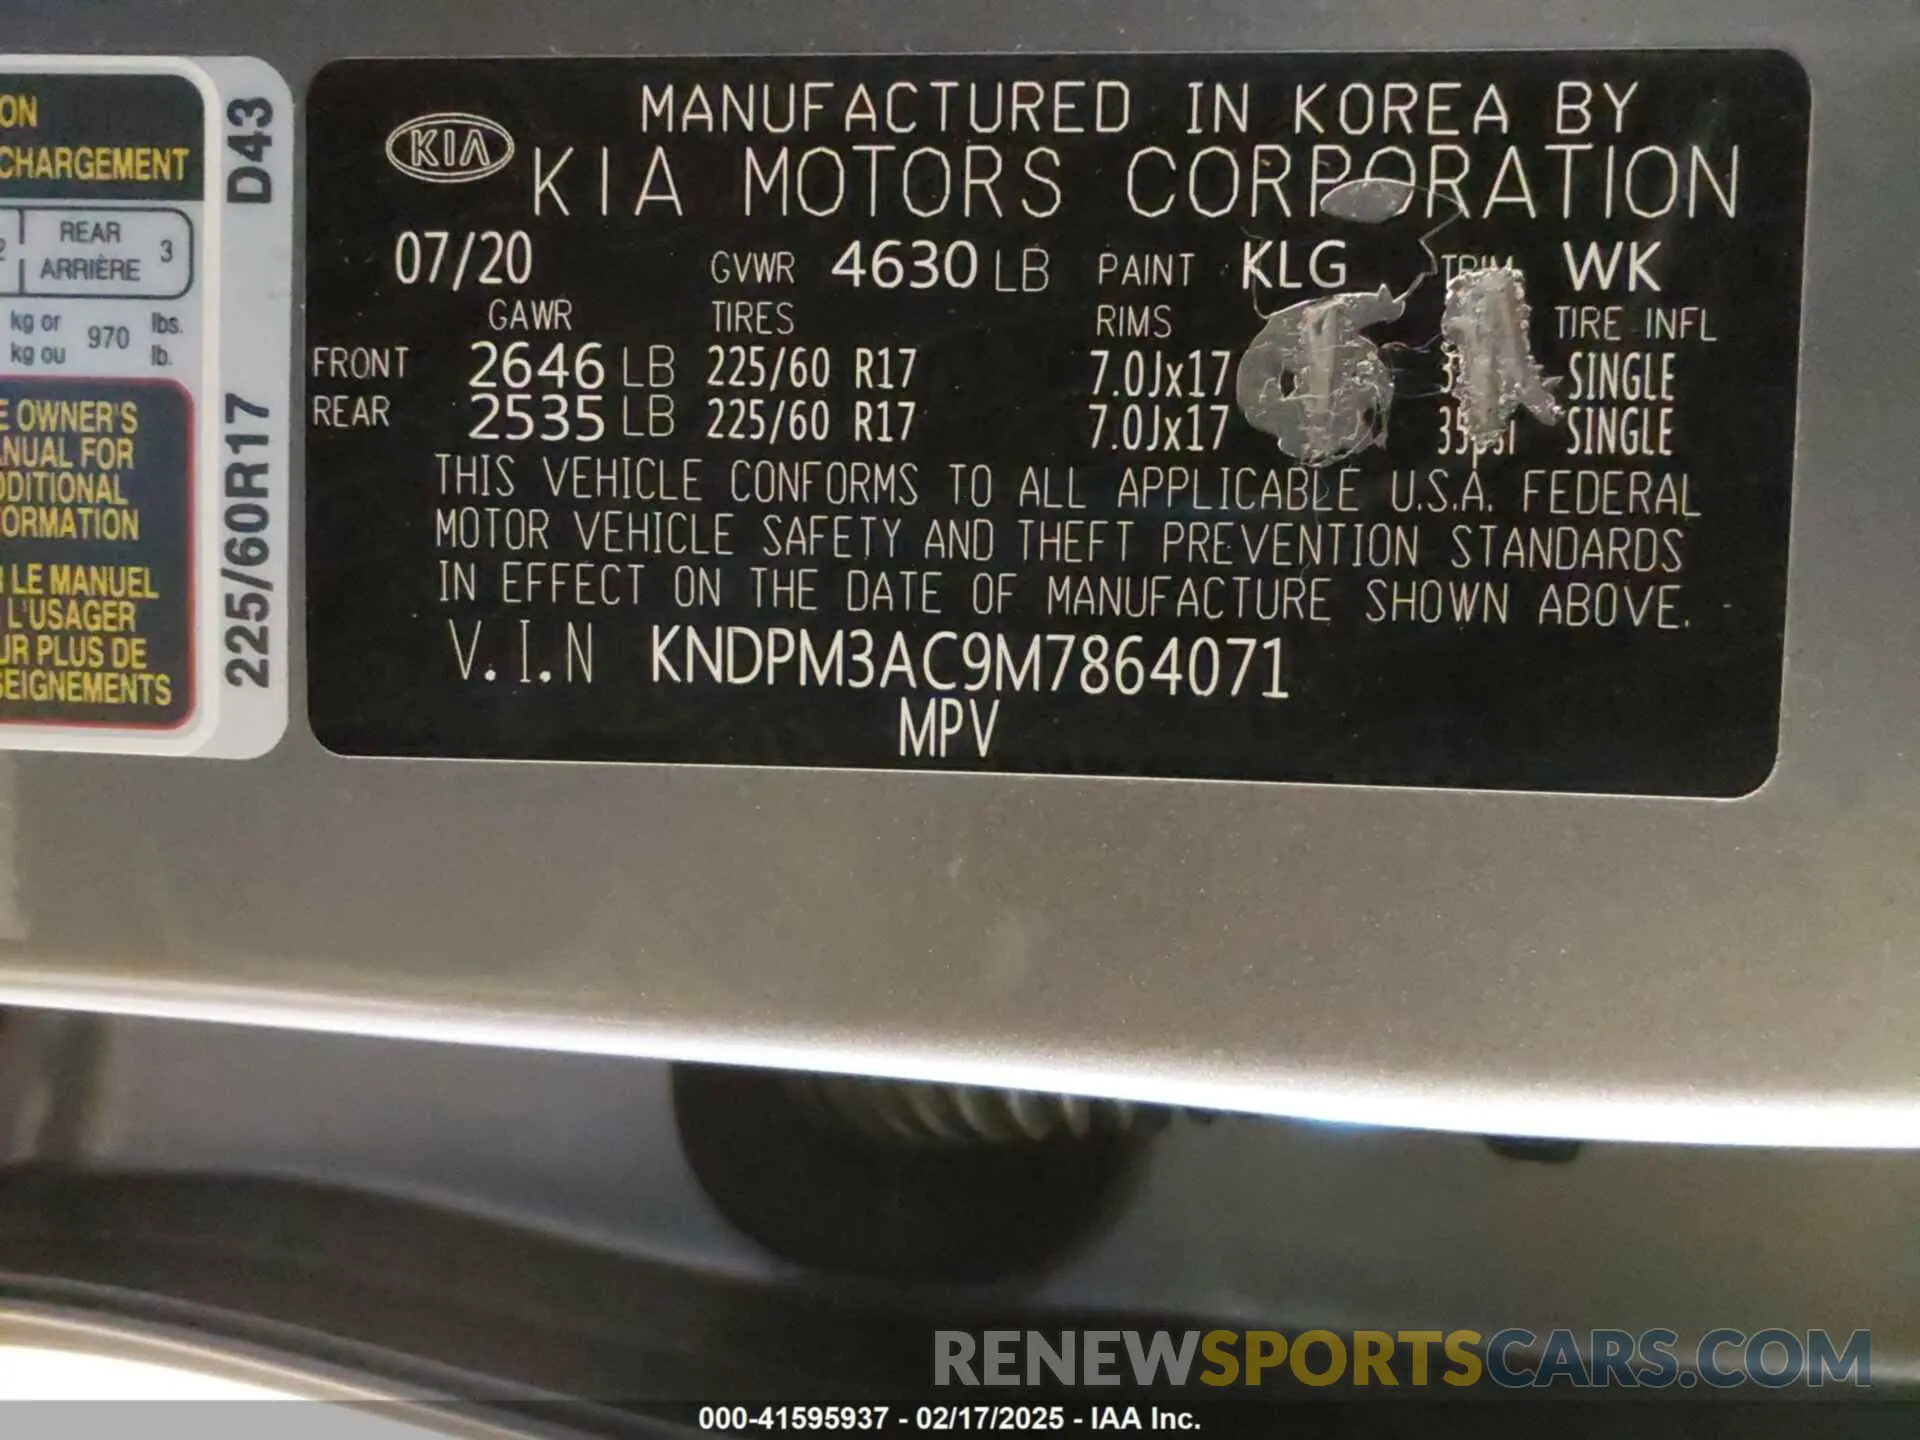 ON
CHARGEMENT
REAR
ARRIÈRE 3
kg or 970 lbs.
kg ou lb.
E OWNER'S
NUAL FOR
DDITIONAL
FORMATION
LE MANUEL
L'USAGER
UR PLUS DE
SEIGNEMENTS
D43
225/60R17
KIA
MANUFACTURED IN KOREA BY
KIA MOTORS CORPORATION
07/20 GVWR 4630 LB PAINT KLG TRIM WK
GAWR TIRES RIMS TIRE INFL
FRONT 2646 LB 225/60 R17 7.0Jx17 SINGLE
REAR 2535 LB 225/60 R17 7.0Jx17 35psi SINGLE
THIS VEHICLE CONFORMS TO ALL APPLICABLE U.S.A. FEDERAL
MOTOR VEHICLE SAFETY AND THEFT PREVENTION STANDARDS
IN EFFECT ON THE DATE OF MANUFACTURE SHOWN ABOVE.
V.I.N KNDPM3AC9M7864071
MPV
RENEWSPORTSCARS.COM
000-41595937 - 02/17/2025 - IAA Inc.